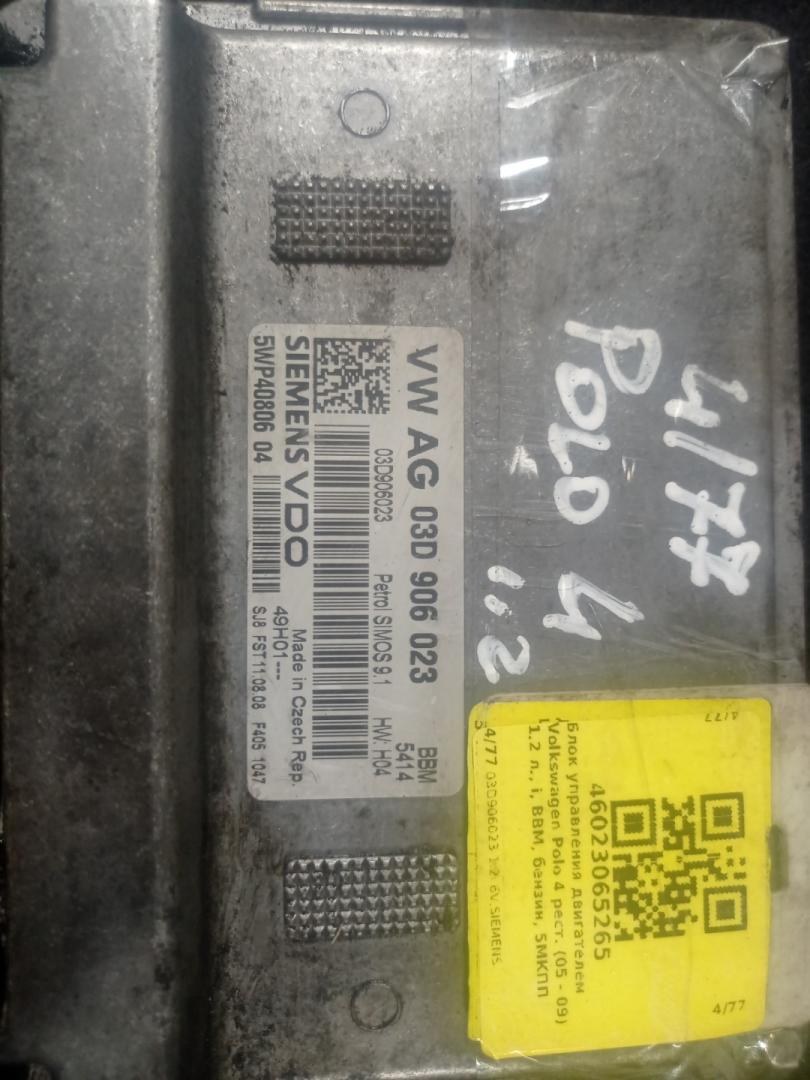 4/77
POLO 4
1.2
VW AG 03D 906 023
BBM
5414
03D906023 Petrol SIMOS 9.1 HW: H04
SIEMENS VDO
Made in Czech Rep.
49H01---
5WP40806 04
SJ8 FST 11.08.08 F405 1047
4/77
4/77
46023065265
Блок управления двигателем
Volkswagen Polo 4 рест. (05 - 09)
1.2 л., i, BBM, бензин, 5МКПП
4/77 03D906023 1.2 6V.SIEMENS